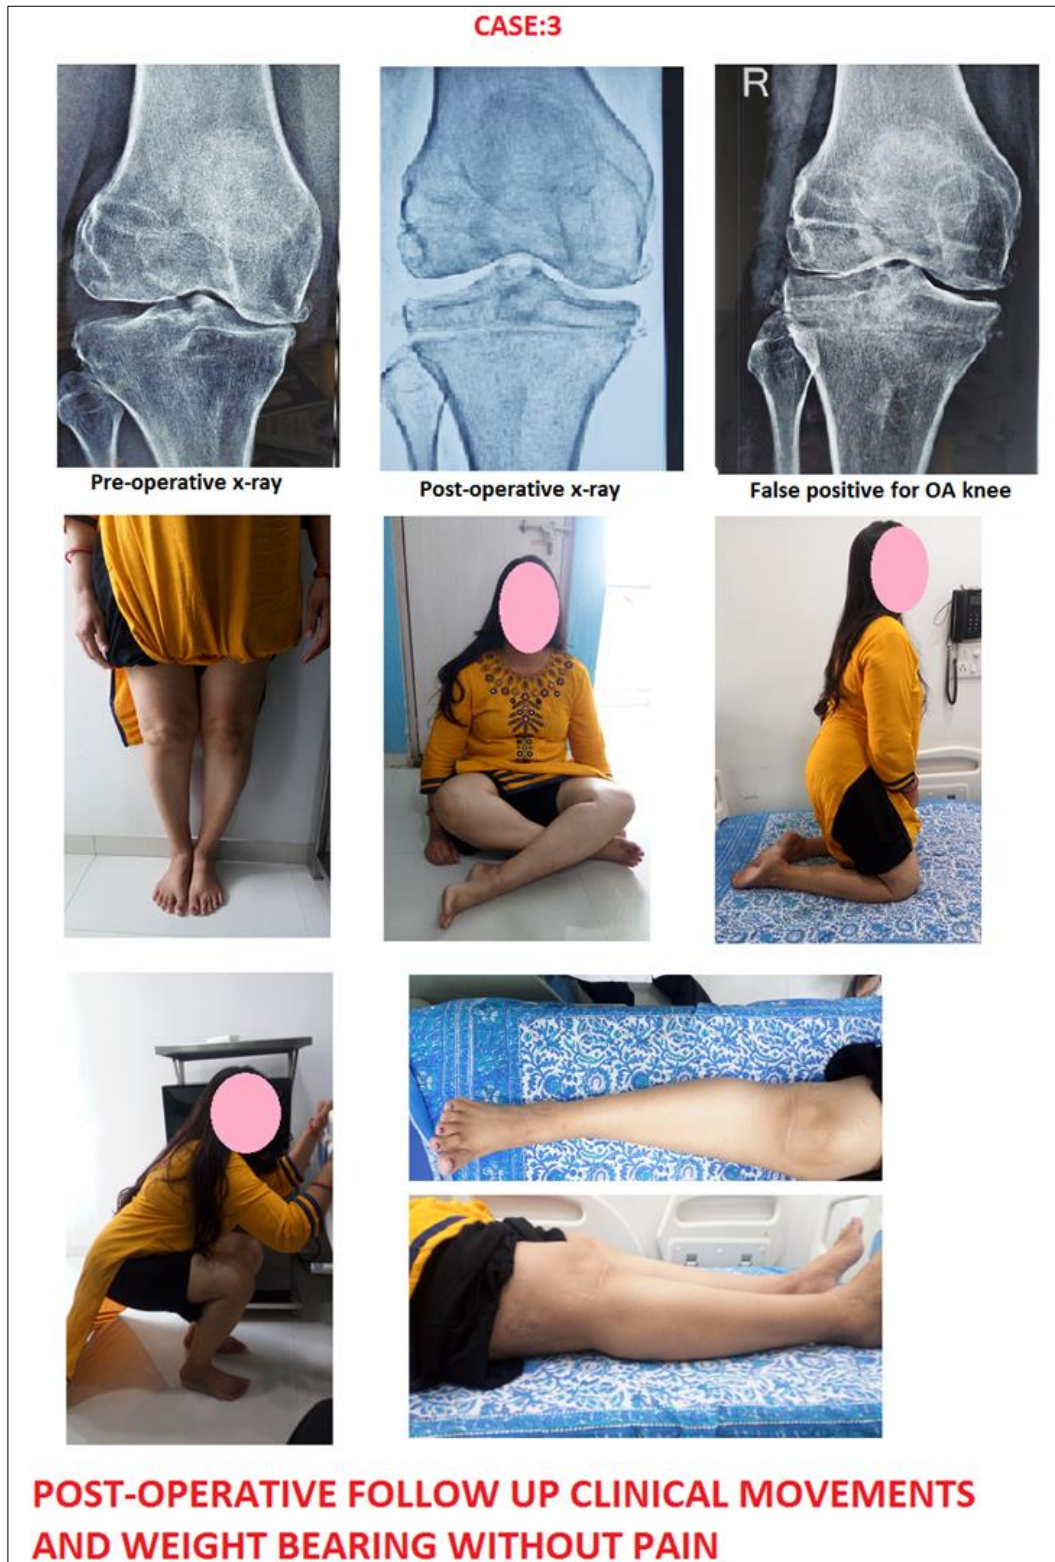 CASE:3
R
Pre-operative x-ray
Post-operative x-ray
False positive for OA knee
POST-OPERATIVE FOLLOW UP CLINICAL MOVEMENTS
AND WEIGHT BEARING WITHOUT PAIN